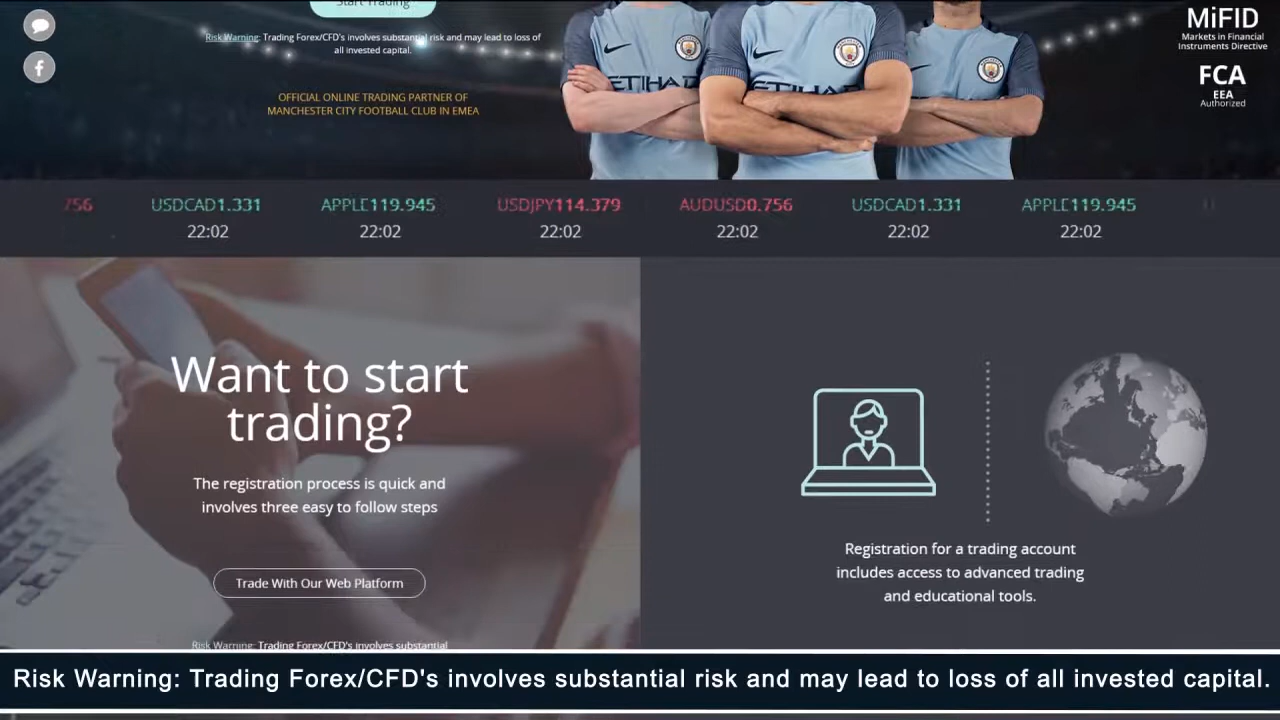 Start Trading
Risk Warning: Trading Forex/CFD's involves substantial risk and may lead to loss of
all invested capital.
OFFICIAL ONLINE TRADING PARTNER OF
MANCHESTER CITY FOOTBALL CLUB IN EMEA
MiFID
Markets in Financial
Instruments Directive
FCA
EEA
Authorized
ETIHAD
756 USDCAD1.331 APPLE119.945 USDJPY114.379 AUDUSD0.756 USDCAD1.331 APPLE119.945
22:02 22:02 22:02 22:02 22:02 22:02
Want to start
trading?
The registration process is quick and
involves three easy to follow steps
Trade With Our Web Platform
Risk Warning: Trading Forex/CFD's involves substantial
Registration for a trading account
includes access to advanced trading
and educational tools.
Risk Warning: Trading Forex/CFD's involves substantial risk and may lead to loss of all invested capital.